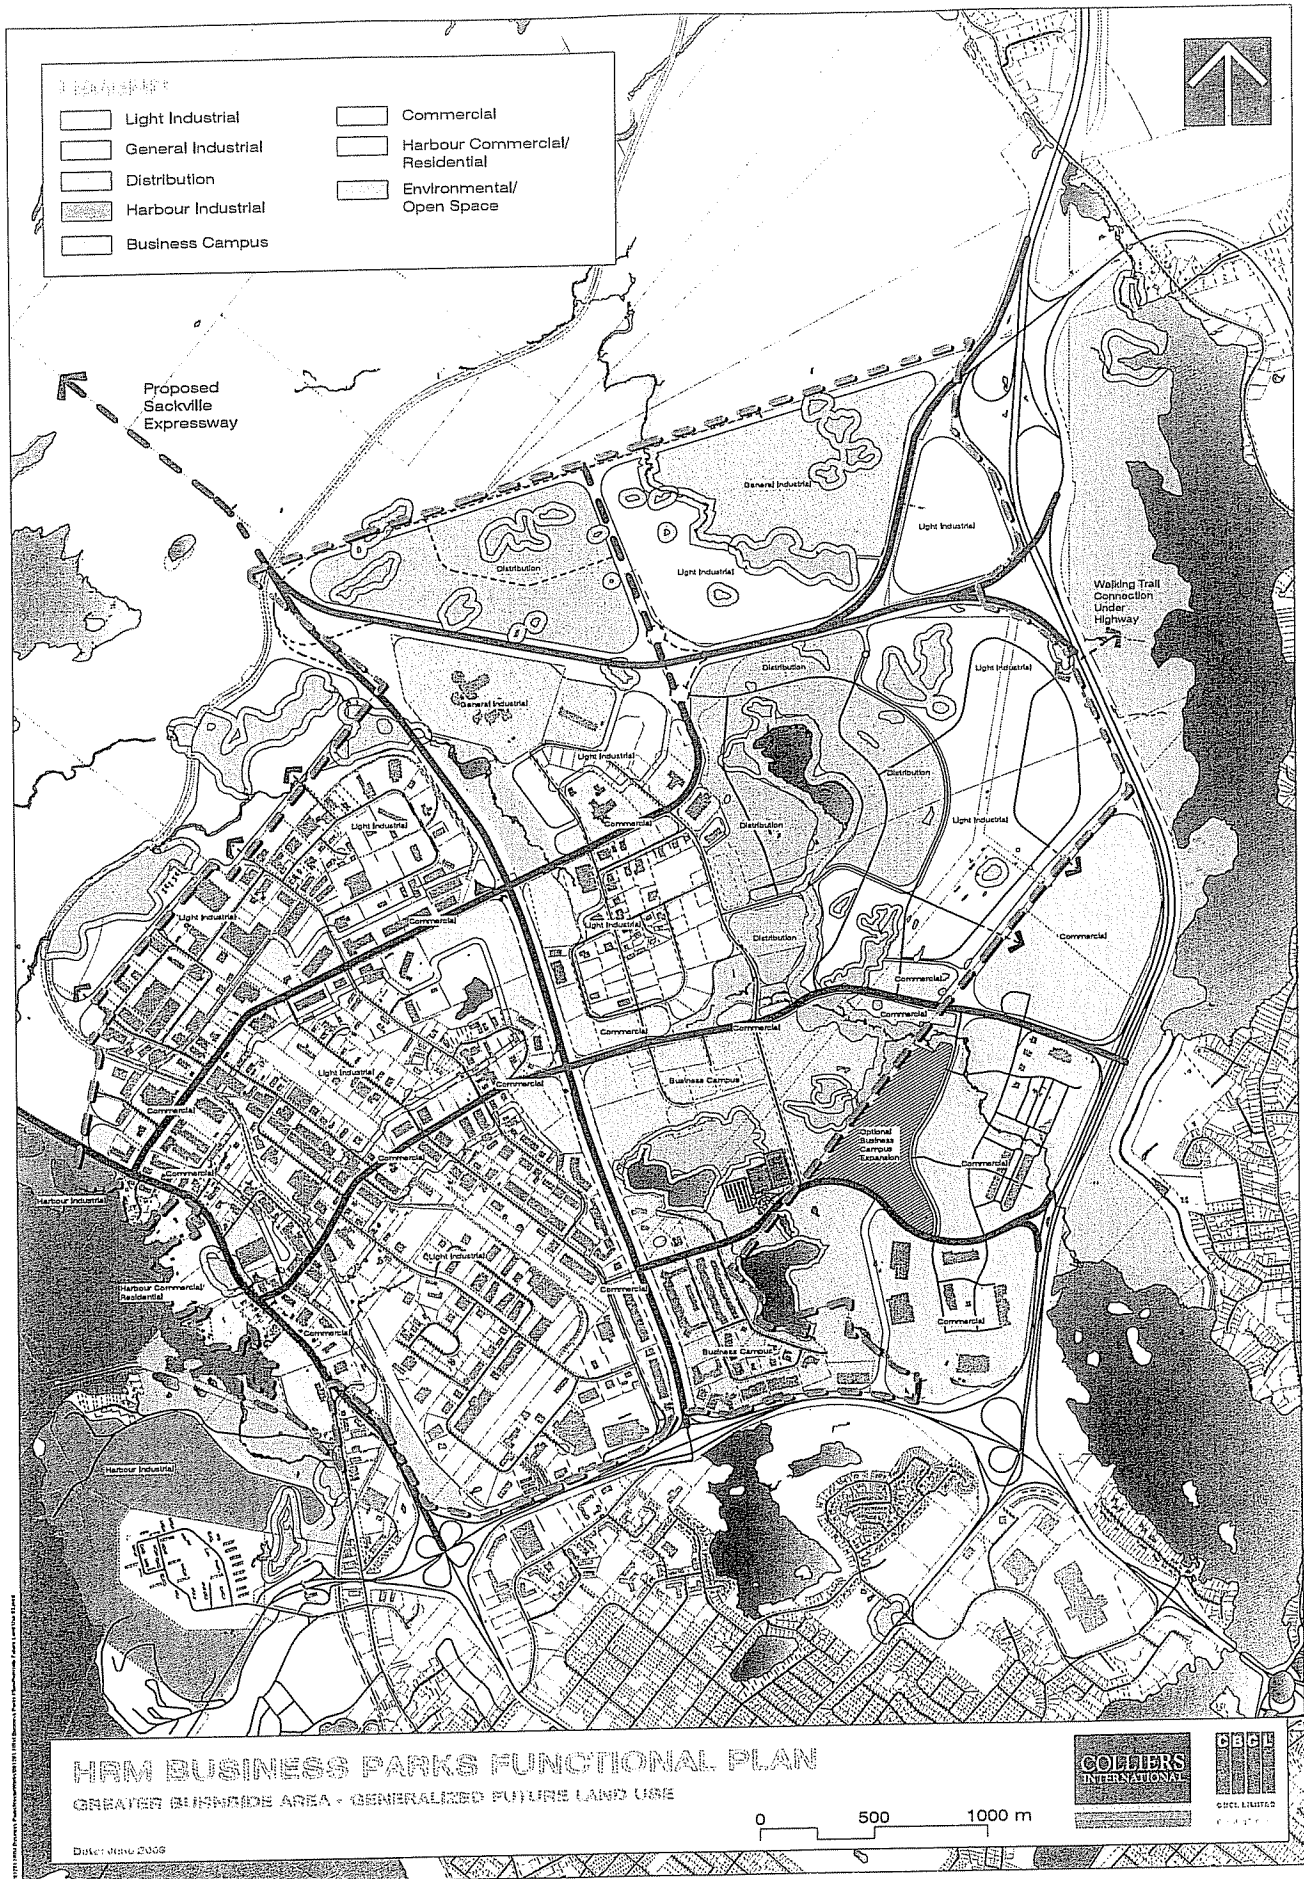 Light Industrial
General Industrial
Distribution
Harbour Industrial
Business Campus
Commercial
Harbour Commercial/
Residential
Environmental/
Open Space
Proposed
Sackville
Expressway
General Industrial
Light Industrial
Distribution
Light Industrial
Walking Trail
Connection
Under
Highway
Distribution
Light Industrial
General Industrial
Light Industrial
Distribution
Light Industrial
Commercial
Distribution
Light Industrial
Light Industrial
Commercial
Light Industrial
Distribution
Commercial
Commercial
Commercial
Commercial
Commercial
Light Industrial
Business Campus
Commercial
Commercial
Optional
Business
Campus
Expansion
Commercial
Commercial
Commercial
Harbour Industrial
Light Industrial
Harbour Commercial/
Residential
Commercial
Commercial
Commercial
Business Campus
Harbour Industrial
HRM BUSINESS PARKS FUNCTIONAL PLAN
GREATER BURNSIDE AREA - GENERALIZED FUTURE LAND USE
0 500 1000 m
COLLIERS
INTERNATIONAL
CBCL
CBCL LIMITED